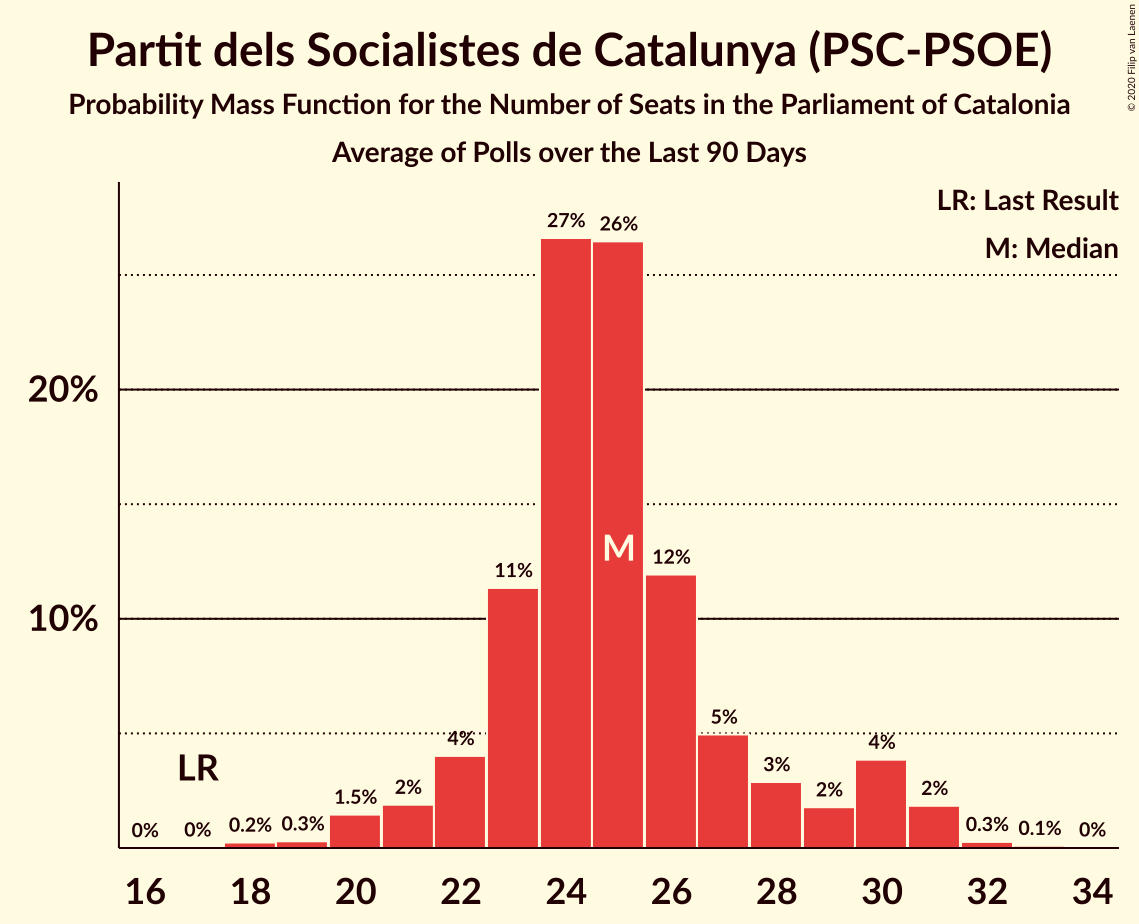 Partit dels Socialistes de Catalunya (PSC-PSOE)
Probability Mass Function for the Number of Seats in the Parliament of Catalonia
Average of Polls over the Last 90 Days
© 2020 Filip van Laenen
LR: Last Result
M: Median
20%
10%
0%
0%
0.2%
0.3%
1.5%
2%
4%
11%
27%
26%
12%
5%
3%
2%
4%
2%
0.3%
0.1%
0%
LR
M
16 18 20 22 24 26 28 30 32 34